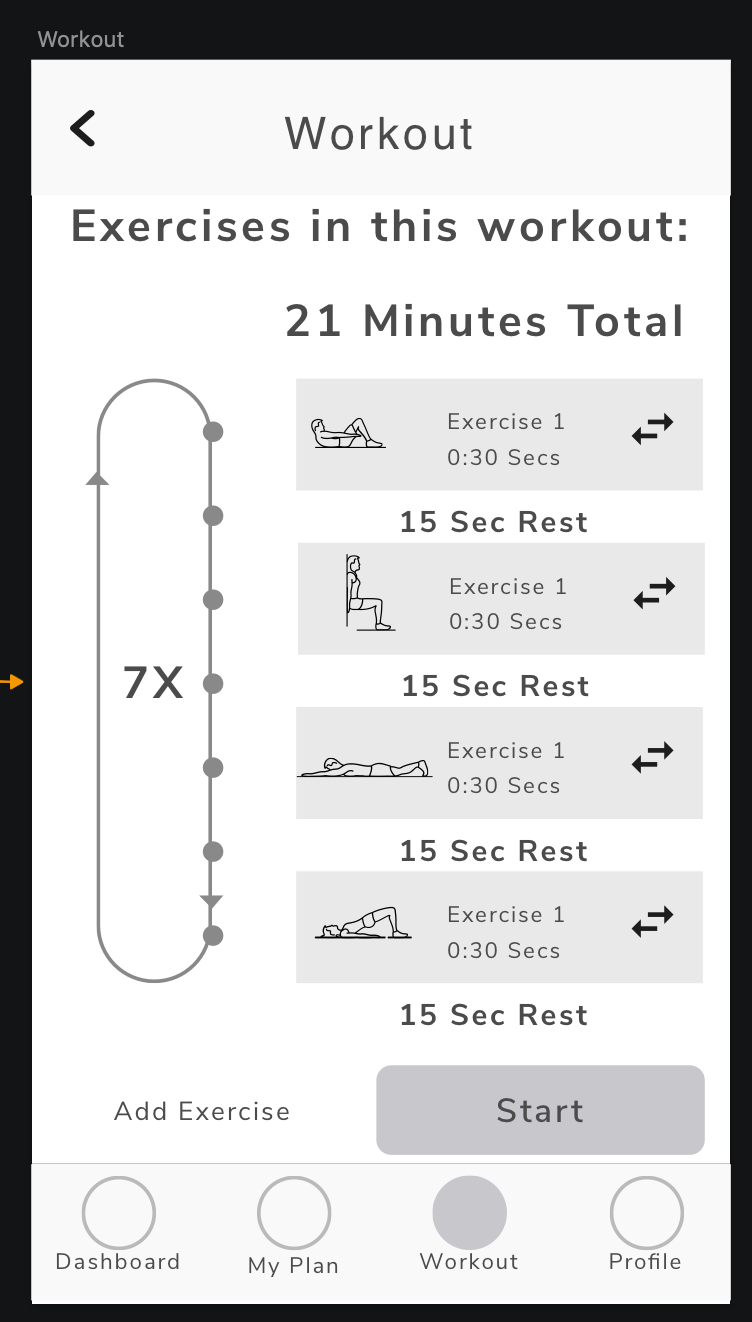 Workout
Workout
Exercises in this workout:
21 Minutes Total
Exercise 1
0:30 Secs
15 Sec Rest
Exercise 1
0:30 Secs
15 Sec Rest
7X
Exercise 1
0:30 Secs
15 Sec Rest
Exercise 1
0:30 Secs
15 Sec Rest
Add Exercise
Start
Dashboard
My Plan
Workout
Profile